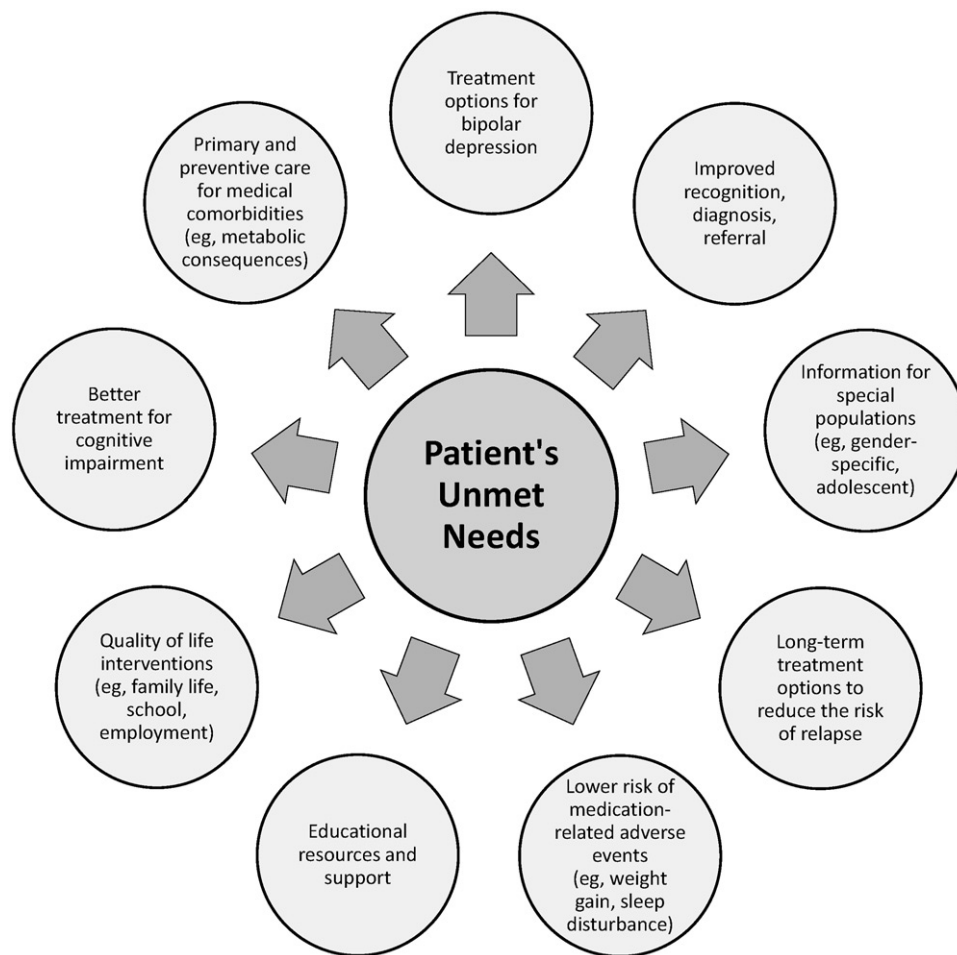 Treatment
options for
bipolar
depression
Improved
recognition,
diagnosis,
referral
Information for
special
populations
(eg, gender-
specific,
adolescent)
Long-term
treatment
options to
reduce the risk
of relapse
Lower risk of
medication-
related adverse
events
(eg, weight
gain, sleep
disturbance)
Educational
resources and
support
Quality of life
interventions
(eg, family life,
school,
employment)
Better
treatment for
cognitive
impairment
Primary and
preventive care
for medical
comorbidities
(eg, metabolic
consequences)
Patient's
Unmet
Needs